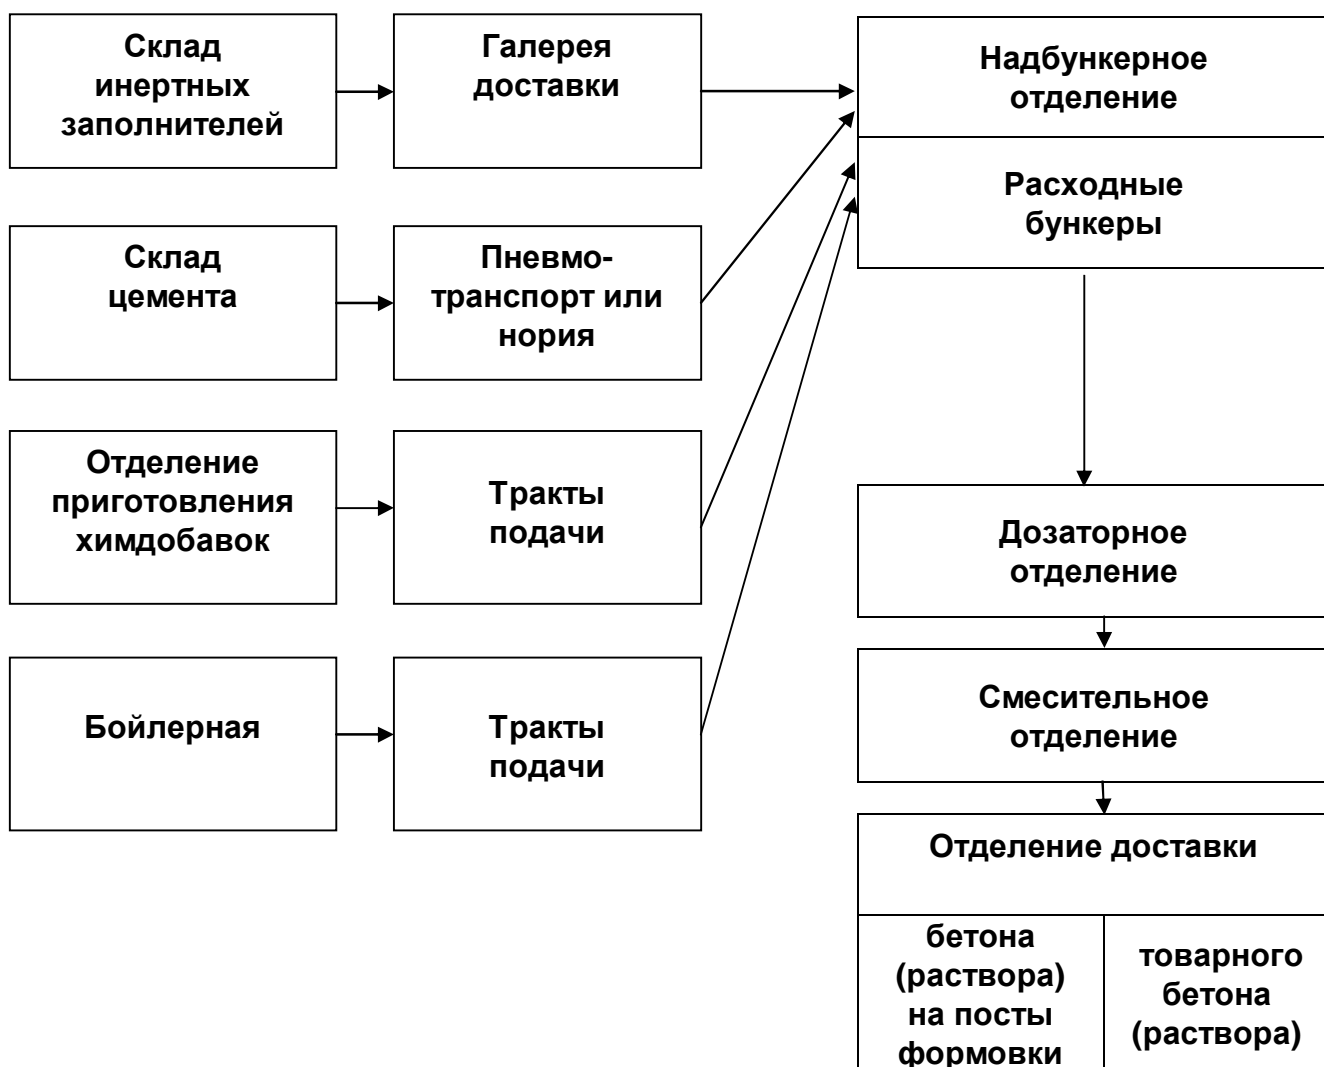 Склад
инертных
заполнителей
Галерея
доставки
Надбункерное
отделение
Расходные
бункеры
Склад
цемента
Пневмо-
транспорт или
нория
Отделение
приготовления
химдобавок
Тракты
подачи
Дозаторное
отделение
Бойлерная
Тракты
подачи
Смесительное
отделение
Отделение доставки
бетона
(раствора)
на посты
формовки
товарного
бетона
(раствора)